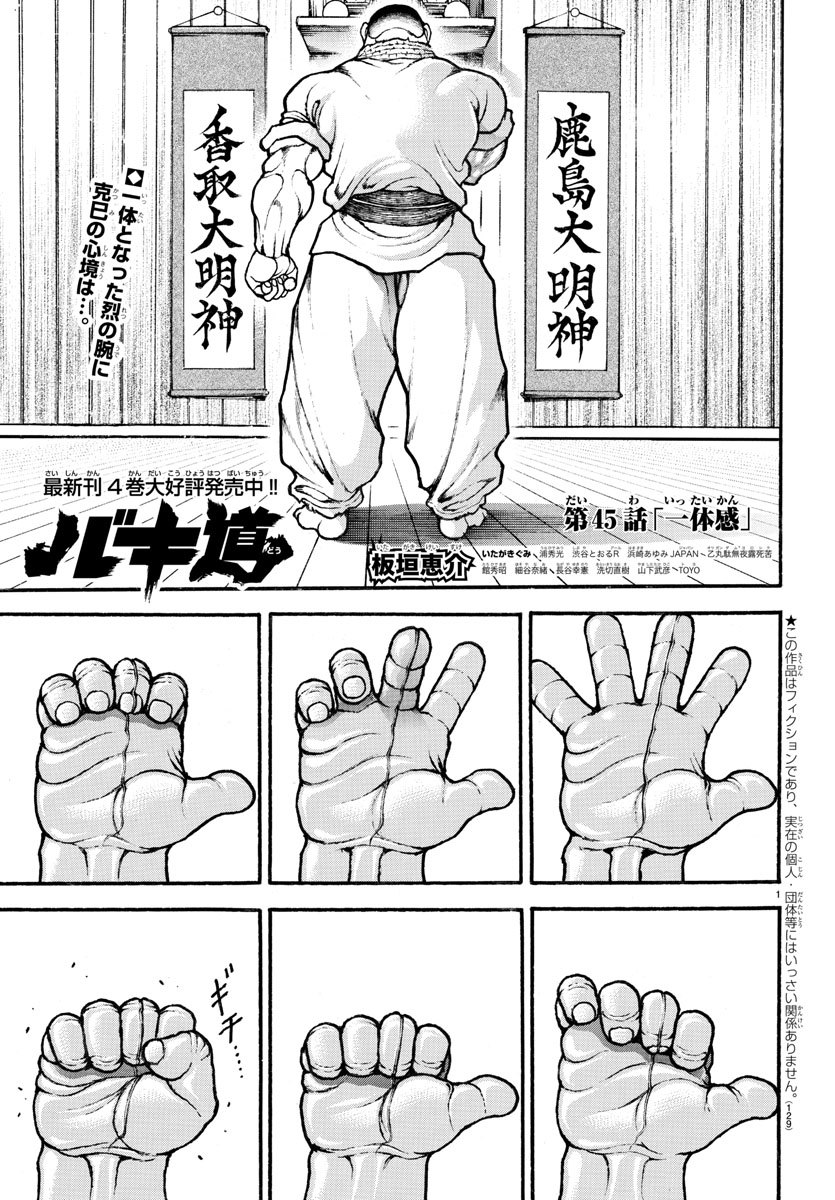 鹿島大明神
香取大明神
◆一体となった烈の腕に
克巳の心境は…。
最新刊4巻大好評発売中!!
バキ道
第45話「一体感」
板垣恵介
いたがきぐみ、浦秀光 渋谷とおるR 浜崎あゆみJAPAN、乙丸駄無夜露死苦
館秀昭 細谷奈緒、長谷幸憲 洗切直樹 山下武彦、TOYO
★この作品はフィクションであり、実在の個人・団体等にはいっさい関係ありません。
(129)
1
ギチ……